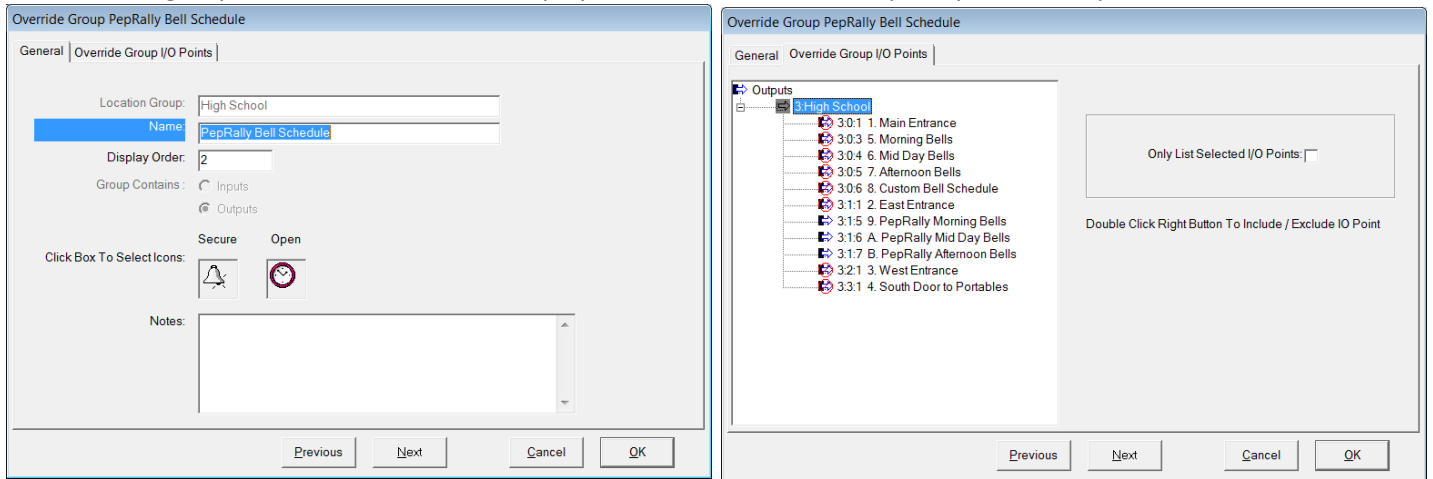 Override Group PepRally Bell Schedule
General
Override Group I/O Points
Location Group:
High School
Name:
PepRally Bell Schedule
Display Order:
2
Group Contains :
Inputs
Outputs
Secure
Open
Click Box To Select Icons:
Notes:
Previous
Next
Cancel
OK
Override Group PepRally Bell Schedule
General
Override Group I/O Points
Outputs
3:High School
3:0:1 1. Main Entrance
3:0:3 5. Morning Bells
3:0:4 6. Mid Day Bells
3:0:5 7. Afternoon Bells
3:0:6 8. Custom Bell Schedule
3:1:1 2. East Entrance
3:1:5 9. PepRally Morning Bells
3:1:6 A. PepRally Mid Day Bells
3:1:7 B. PepRally Afternoon Bells
3:2:1 3. West Entrance
3:3:1 4. South Door to Portables
Only List Selected I/O Points:
Double Click Right Button To Include / Exclude IO Point
Previous
Next
Cancel
OK